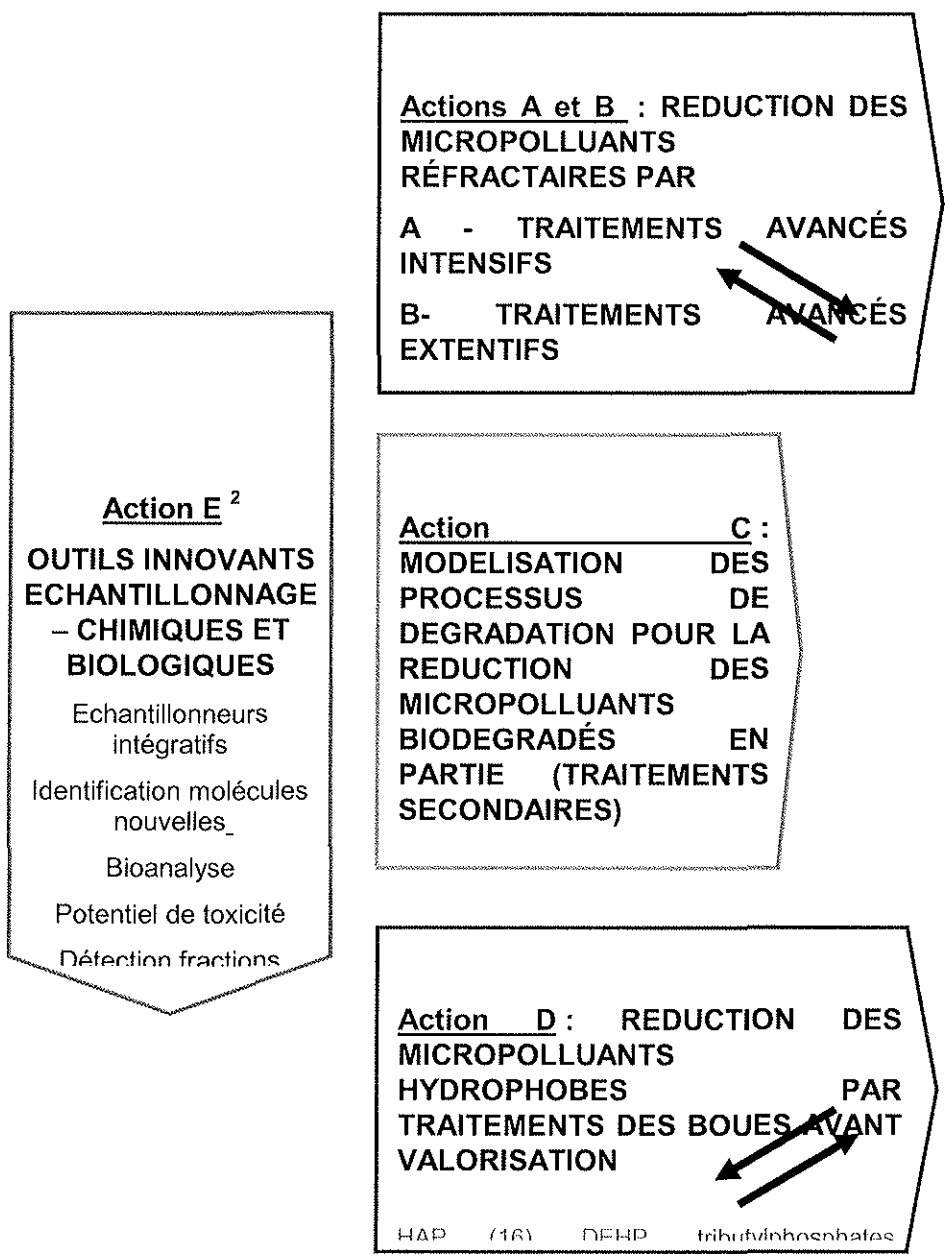 Actions A et B : REDUCTION DES
MICROPOLLUANTS
RÉFRACTAIRES PAR
A - TRAITEMENTS AVANCÉS
INTENSIFS
B- TRAITEMENTS AVANCÉS
EXTENTIFS
Action E 2
OUTILS INNOVANTS
ECHANTILLONNAGE
– CHIMIQUES ET
BIOLOGIQUES
Echantillonneurs
intégratifs
Identification molécules
nouvelles_
Bioanalyse
Potentiel de toxicité
Détection fractions
Action C :
MODELISATION DES
PROCESSUS DE
DEGRADATION POUR LA
REDUCTION DES
MICROPOLLUANTS
BIODEGRADÉS EN
PARTIE (TRAITEMENTS
SECONDAIRES)
Action D : REDUCTION DES
MICROPOLLUANTS
HYDROPHOBES PAR
TRAITEMENTS DES BOUES AVANT
VALORISATION
HAP (16) DEHP tributylphosphates